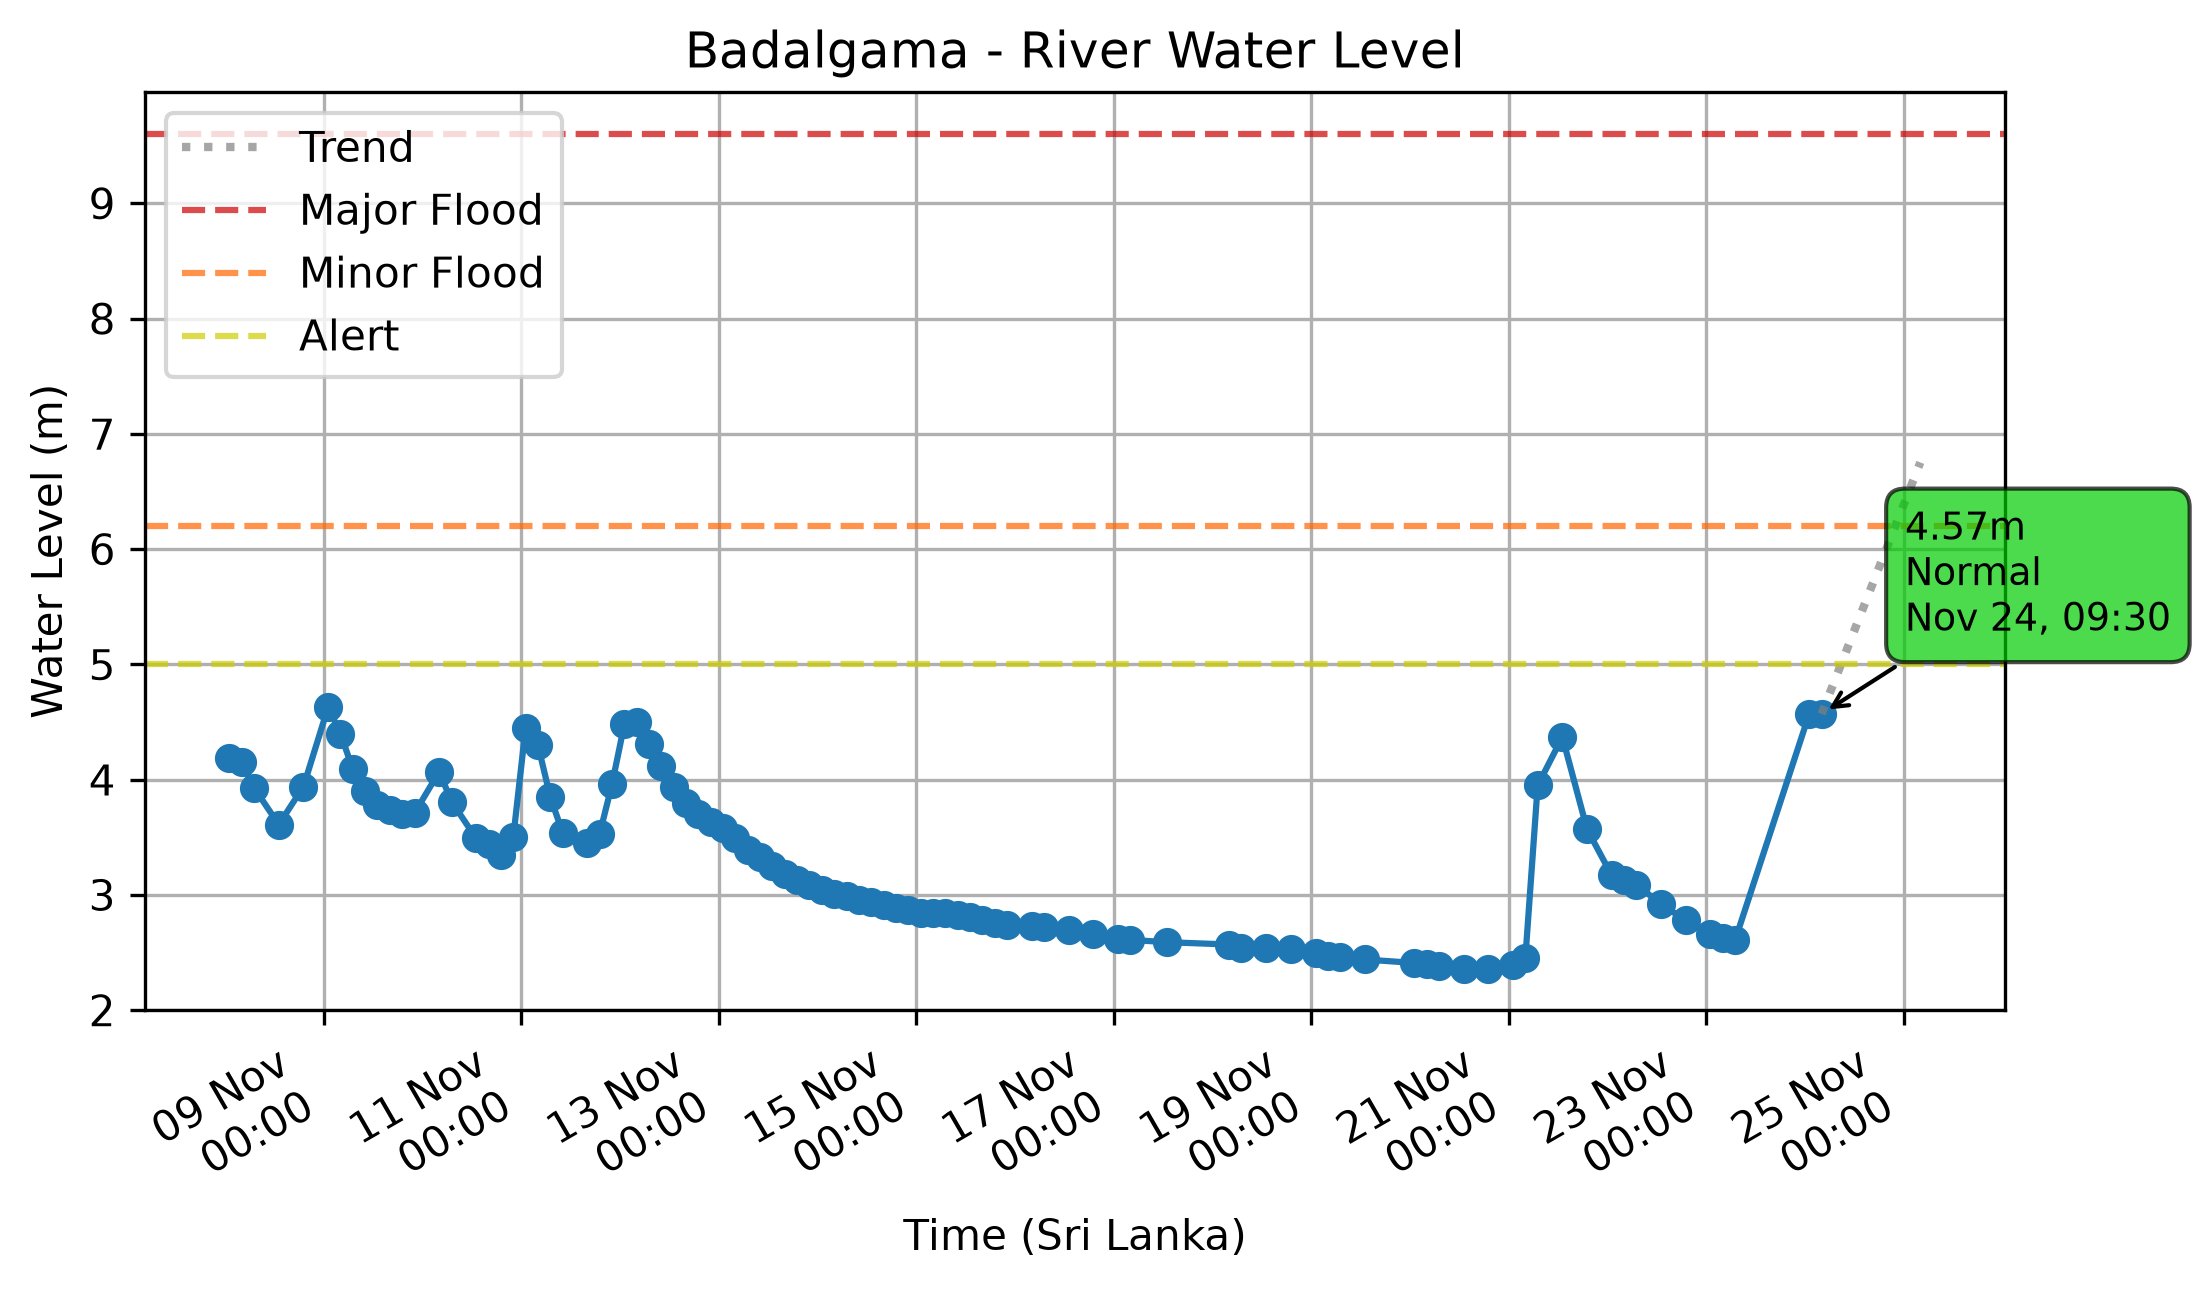 Badalgama - River Water Level
Trend
Major Flood
Minor Flood
Alert
Water Level (m)
9
8
7
6
5
4
3
2
4.57m
Normal
Nov 24, 09:30
09 Nov
00:00
11 Nov
00:00
13 Nov
00:00
15 Nov
00:00
17 Nov
00:00
19 Nov
00:00
21 Nov
00:00
23 Nov
00:00
25 Nov
00:00
Time (Sri Lanka)